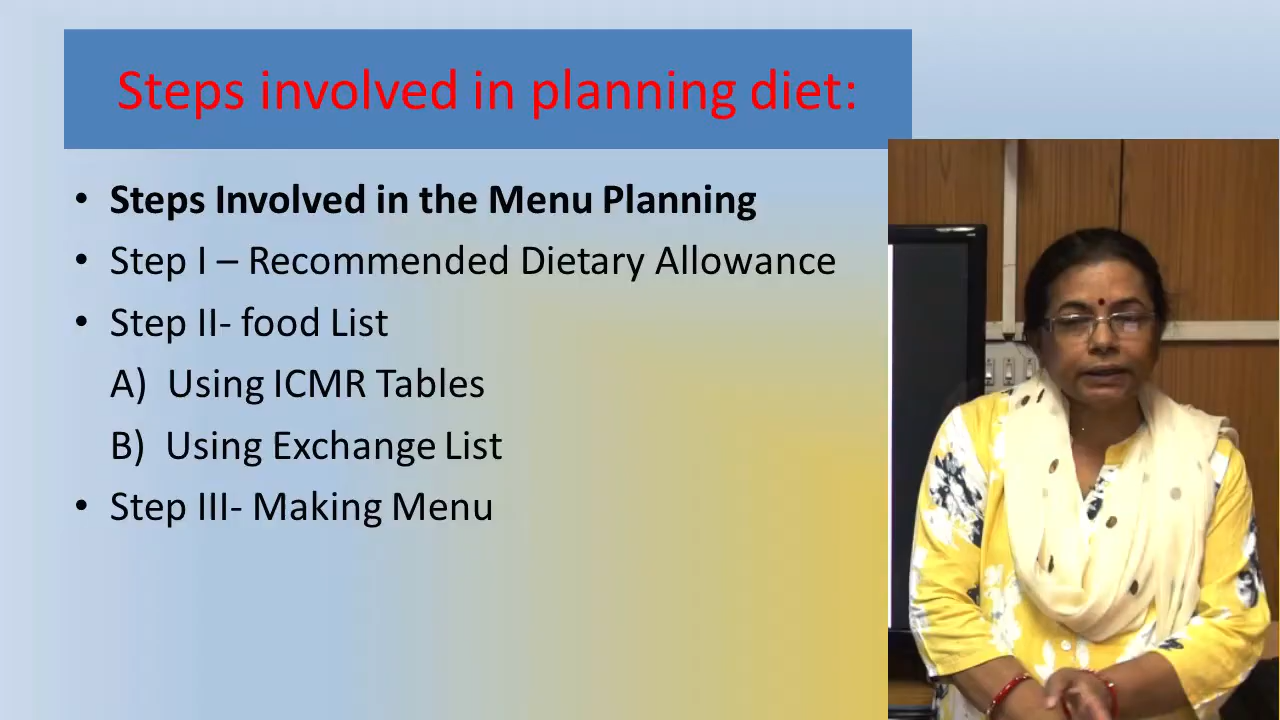 Steps involved in planning diet:
• Steps Involved in the Menu Planning
• Step I – Recommended Dietary Allowance
• Step II- food List
A) Using ICMR Tables
B) Using Exchange List
• Step III- Making Menu